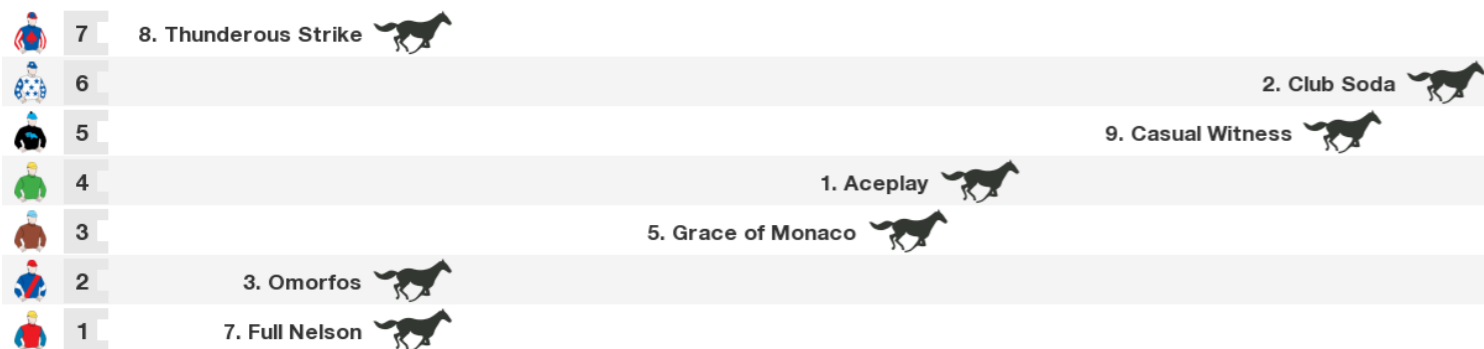 7 8. Thunderous Strike
6 2. Club Soda
5 9. Casual Witness
4 1. Aceplay
3 5. Grace of Monaco
2 3. Omorfos
1 7. Full Nelson